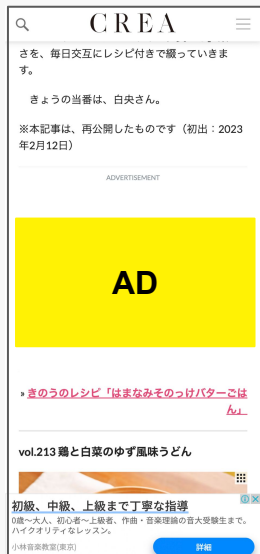 CREA
さを、毎日交互にレシピ付きで綴っていきま
す。
きょうの当番は、白央さん。
※本記事は、再公開したものです（初出：2023
年2月12日）
ADVERTISEMENT
AD
» きのうのレシピ「はまなみそのっけバターごは
ん」
vol.213 鶏と白菜のゆず風味うどん
初級、中級、上級まで丁寧な指導
0歳〜大人、初心者〜上級者、作曲・音楽理論の音大受験生まで。
ハイクオリティなレッスン。
小林音楽教室(東京)
詳細